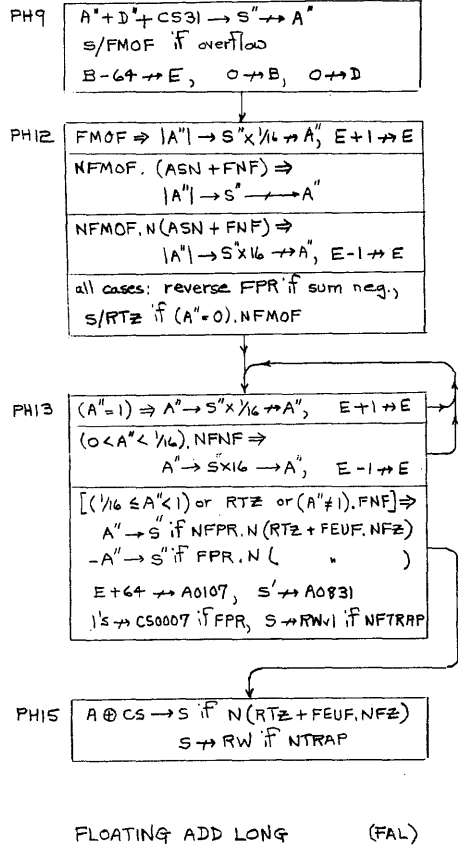 PH9
A"+D"+CS31 → S" ↛ A"
S/FMOF if overflow
B-64 ↛ E, 0 ↛ B, 0 ↛ D
PH12
FMOF ⇒ |A"| → S"x 1/16 ↛ A", E+1 ↛ E
NFMOF. (ASN+FNF) ⇒
|A"| → S" ↛ A"
NFMOF. N(ASN+FNF) ⇒
|A"| → S"x16 ↛ A", E-1 ↛ E
all cases: reverse FPR if sum neg.,
S/RTZ if (A"=0).NFMOF
PH13
(A"=1) ⇒ A" → S"x 1/16 ↛ A", E+1 ↛ E
(0<A"<1/16). NFNF ⇒
A" → S"x16 → A", E-1 ↛ E
[(1/16 ≤ A"<1) or RTZ or (A"≠1).FNF] ⇒
A" → S" if NFPR. N(RTZ+FEUF.NFZ)
-A" → S" if FPR. N( " )
E+64 ↛ A0107, S' ↛ A0831
1's ↛ CS0007 if FPR, S ↛ RWv1 if NFTRAP
PH15
A ⊕ CS → S if N(RTZ+FEUF.NFZ)
S ↛ RW if NTRAP
FLOATING ADD LONG (FAL)